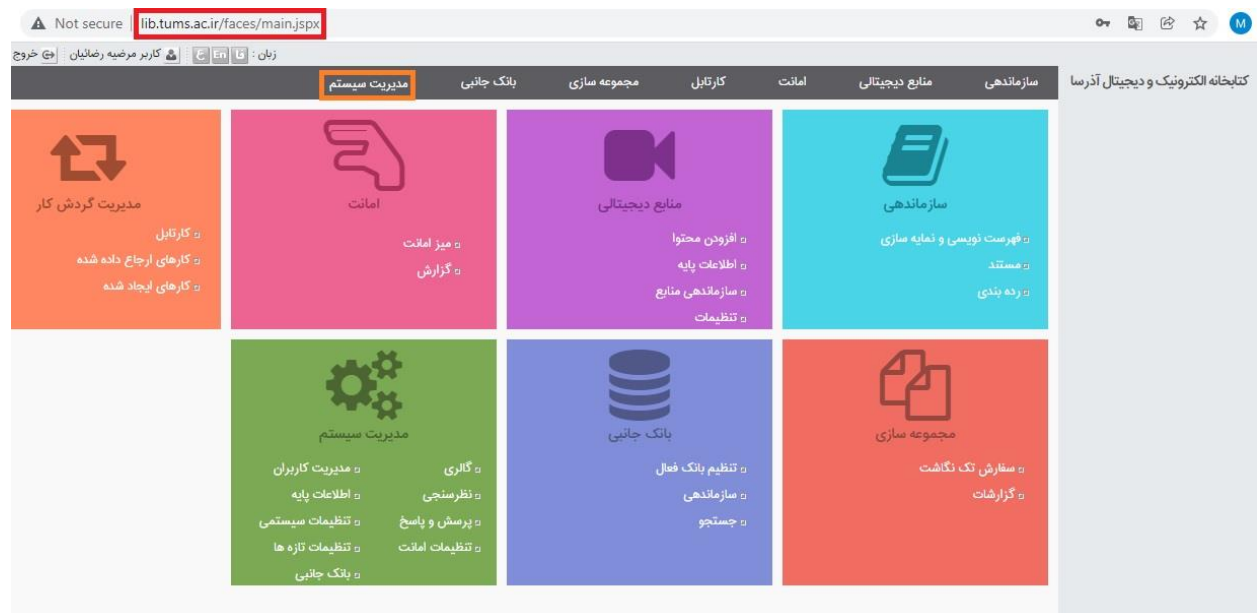 Not secure | lib.tums.ac.ir/faces/main.jspx M
زبان : فا En ع کاربر مرضیه رضائیان خروج
کتابخانه الکترونیک و دیجیتال آذرسا
سازماندهی منابع دیجیتالی امانت کارتابل مجموعه سازی بانک جانبی مدیریت سیستم
سازماندهی
فهرست نویسی و نمایه سازی
مستند
رده بندی
منابع دیجیتالی
افزودن محتوا
اطلاعات پایه
سازماندهی منابع
تنظیمات
امانت
میز امانت
گزارش
مدیریت گردش کار
کارتابل
کارهای ارجاع داده شده
کارهای ایجاد شده
مجموعه سازی
سفارش تک نگاشت
گزارشات
بانک جانبی
تنظیم بانک فعال
سازماندهی
جستجو
مدیریت سیستم
گالری
نظرسنجی
پرسش و پاسخ
تنظیمات امانت
مدیریت کاربران
اطلاعات پایه
تنظیمات سیستمی
تنظیمات تازه ها
بانک جانبی